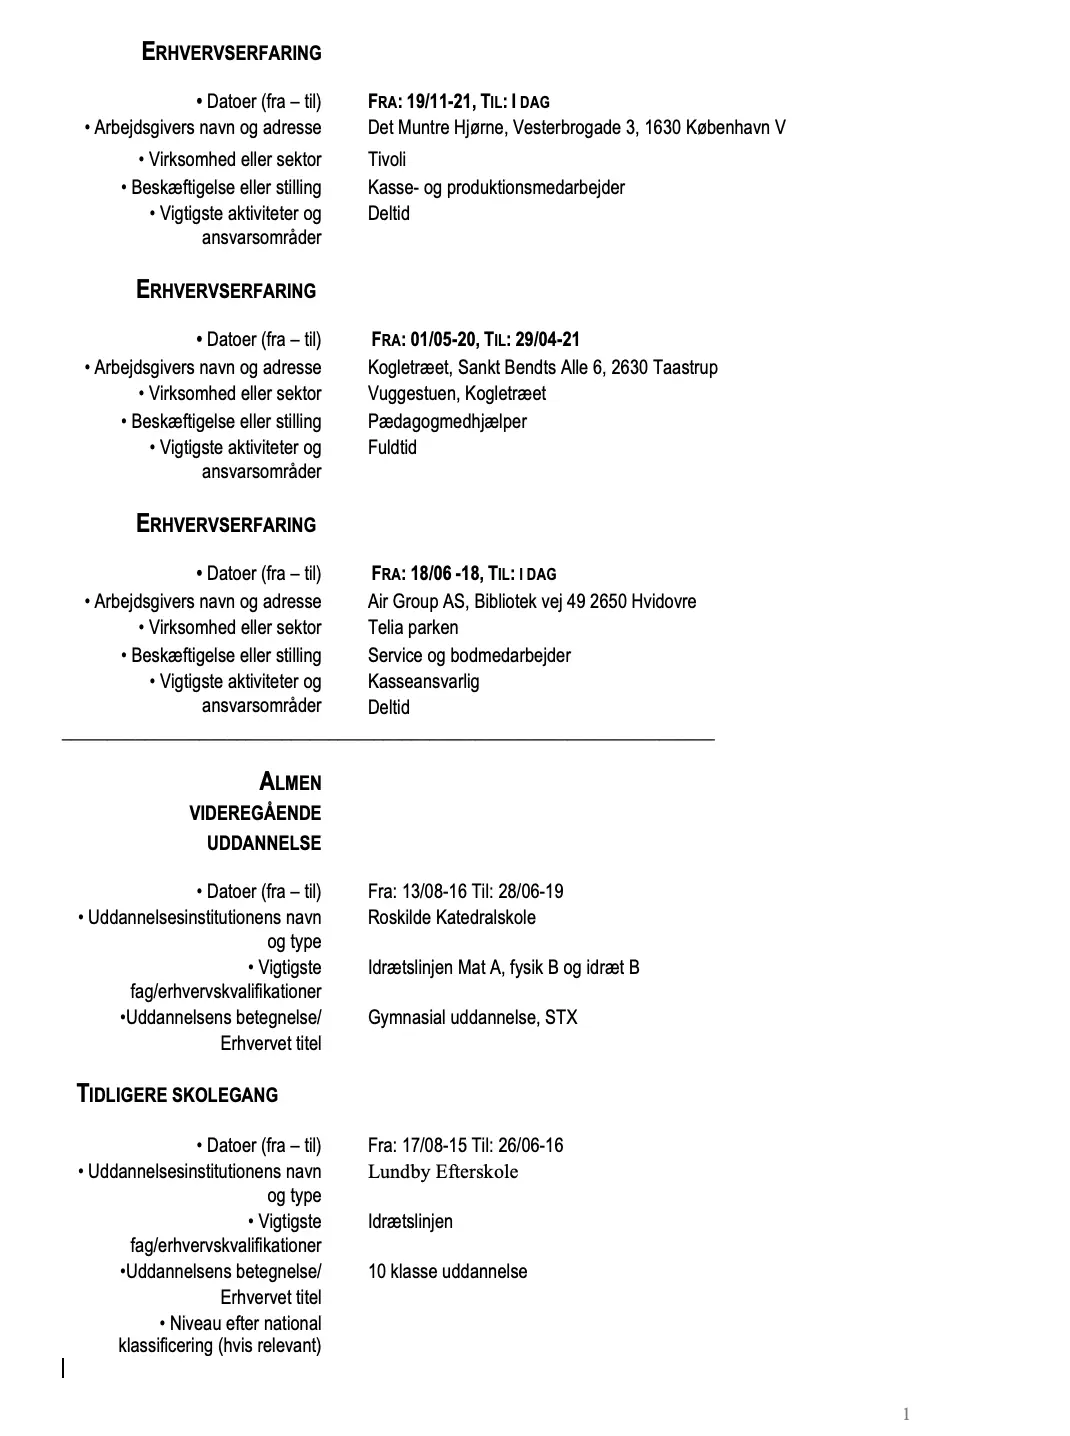 ERHVERVSERFARING
• Datoer (fra – til) FRA: 19/11-21, TIL: I DAG
• Arbejdsgivers navn og adresse Det Muntre Hjørne, Vesterbrogade 3, 1630 København V
• Virksomhed eller sektor Tivoli
• Beskæftigelse eller stilling Kasse- og produktionsmedarbejder
• Vigtigste aktiviteter og Deltid
ansvarsområder
ERHVERVSERFARING
• Datoer (fra – til) FRA: 01/05-20, TIL: 29/04-21
• Arbejdsgivers navn og adresse Kogletræet, Sankt Bendts Alle 6, 2630 Taastrup
• Virksomhed eller sektor Vuggestuen, Kogletræet
• Beskæftigelse eller stilling Pædagogmedhjælper
• Vigtigste aktiviteter og Fuldtid
ansvarsområder
ERHVERVSERFARING
• Datoer (fra – til) FRA: 18/06 -18, TIL: I DAG
• Arbejdsgivers navn og adresse Air Group AS, Bibliotek vej 49 2650 Hvidovre
• Virksomhed eller sektor Telia parken
• Beskæftigelse eller stilling Service og bodmedarbejder
• Vigtigste aktiviteter og Kasseansvarlig
ansvarsområder Deltid
ALMEN
VIDEREGÅENDE
UDDANNELSE
• Datoer (fra – til) Fra: 13/08-16 Til: 28/06-19
• Uddannelsesinstitutionens navn Roskilde Katedralskole
og type
• Vigtigste Idrætslinjen Mat A, fysik B og idræt B
fag/erhvervskvalifikationer
•Uddannelsens betegnelse/ Gymnasial uddannelse, STX
Erhvervet titel
TIDLIGERE SKOLEGANG
• Datoer (fra – til) Fra: 17/08-15 Til: 26/06-16
• Uddannelsesinstitutionens navn Lundby Efterskole
og type
• Vigtigste Idrætslinjen
fag/erhvervskvalifikationer
•Uddannelsens betegnelse/ 10 klasse uddannelse
Erhvervet titel
• Niveau efter national
klassificering (hvis relevant)
1